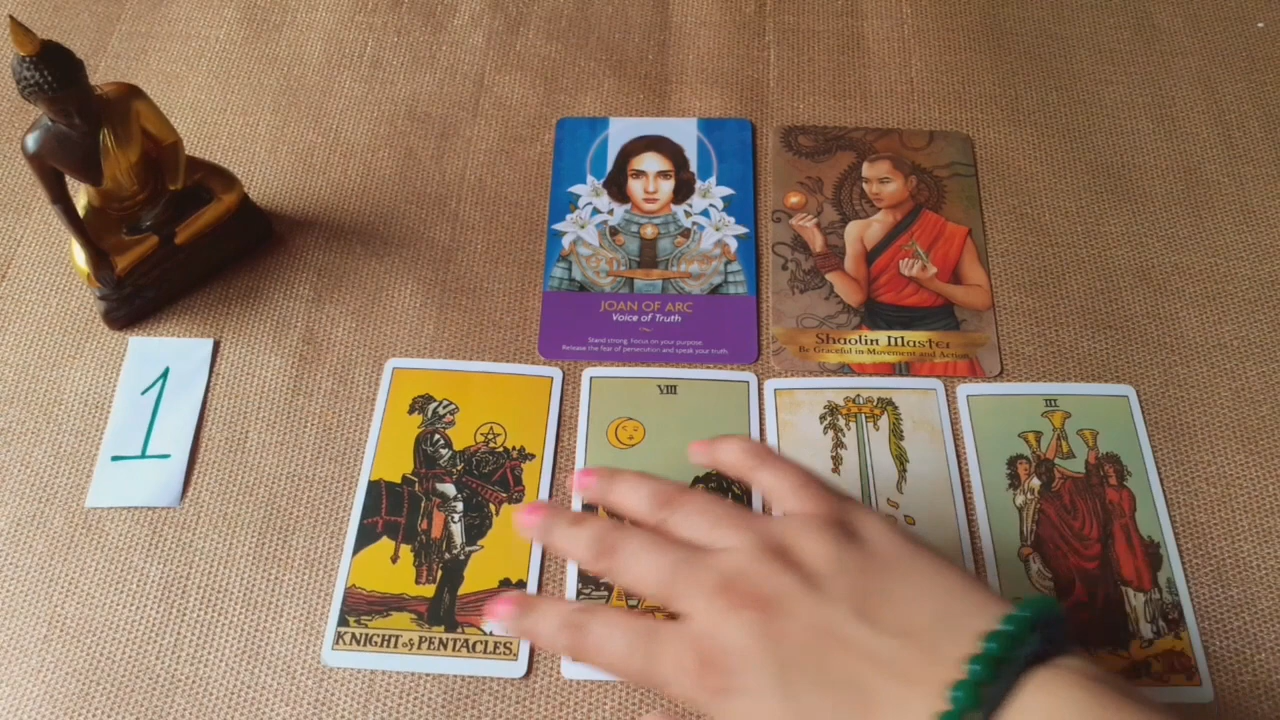 1
JOAN OF ARC
Voice of Truth
Stand strong, focus on your purpose.
Release the fear of persecution and speak your truth.
Shaolin Master
Be Graceful in Movement and Action
KNIGHT of PENTACLES.
VIII
III